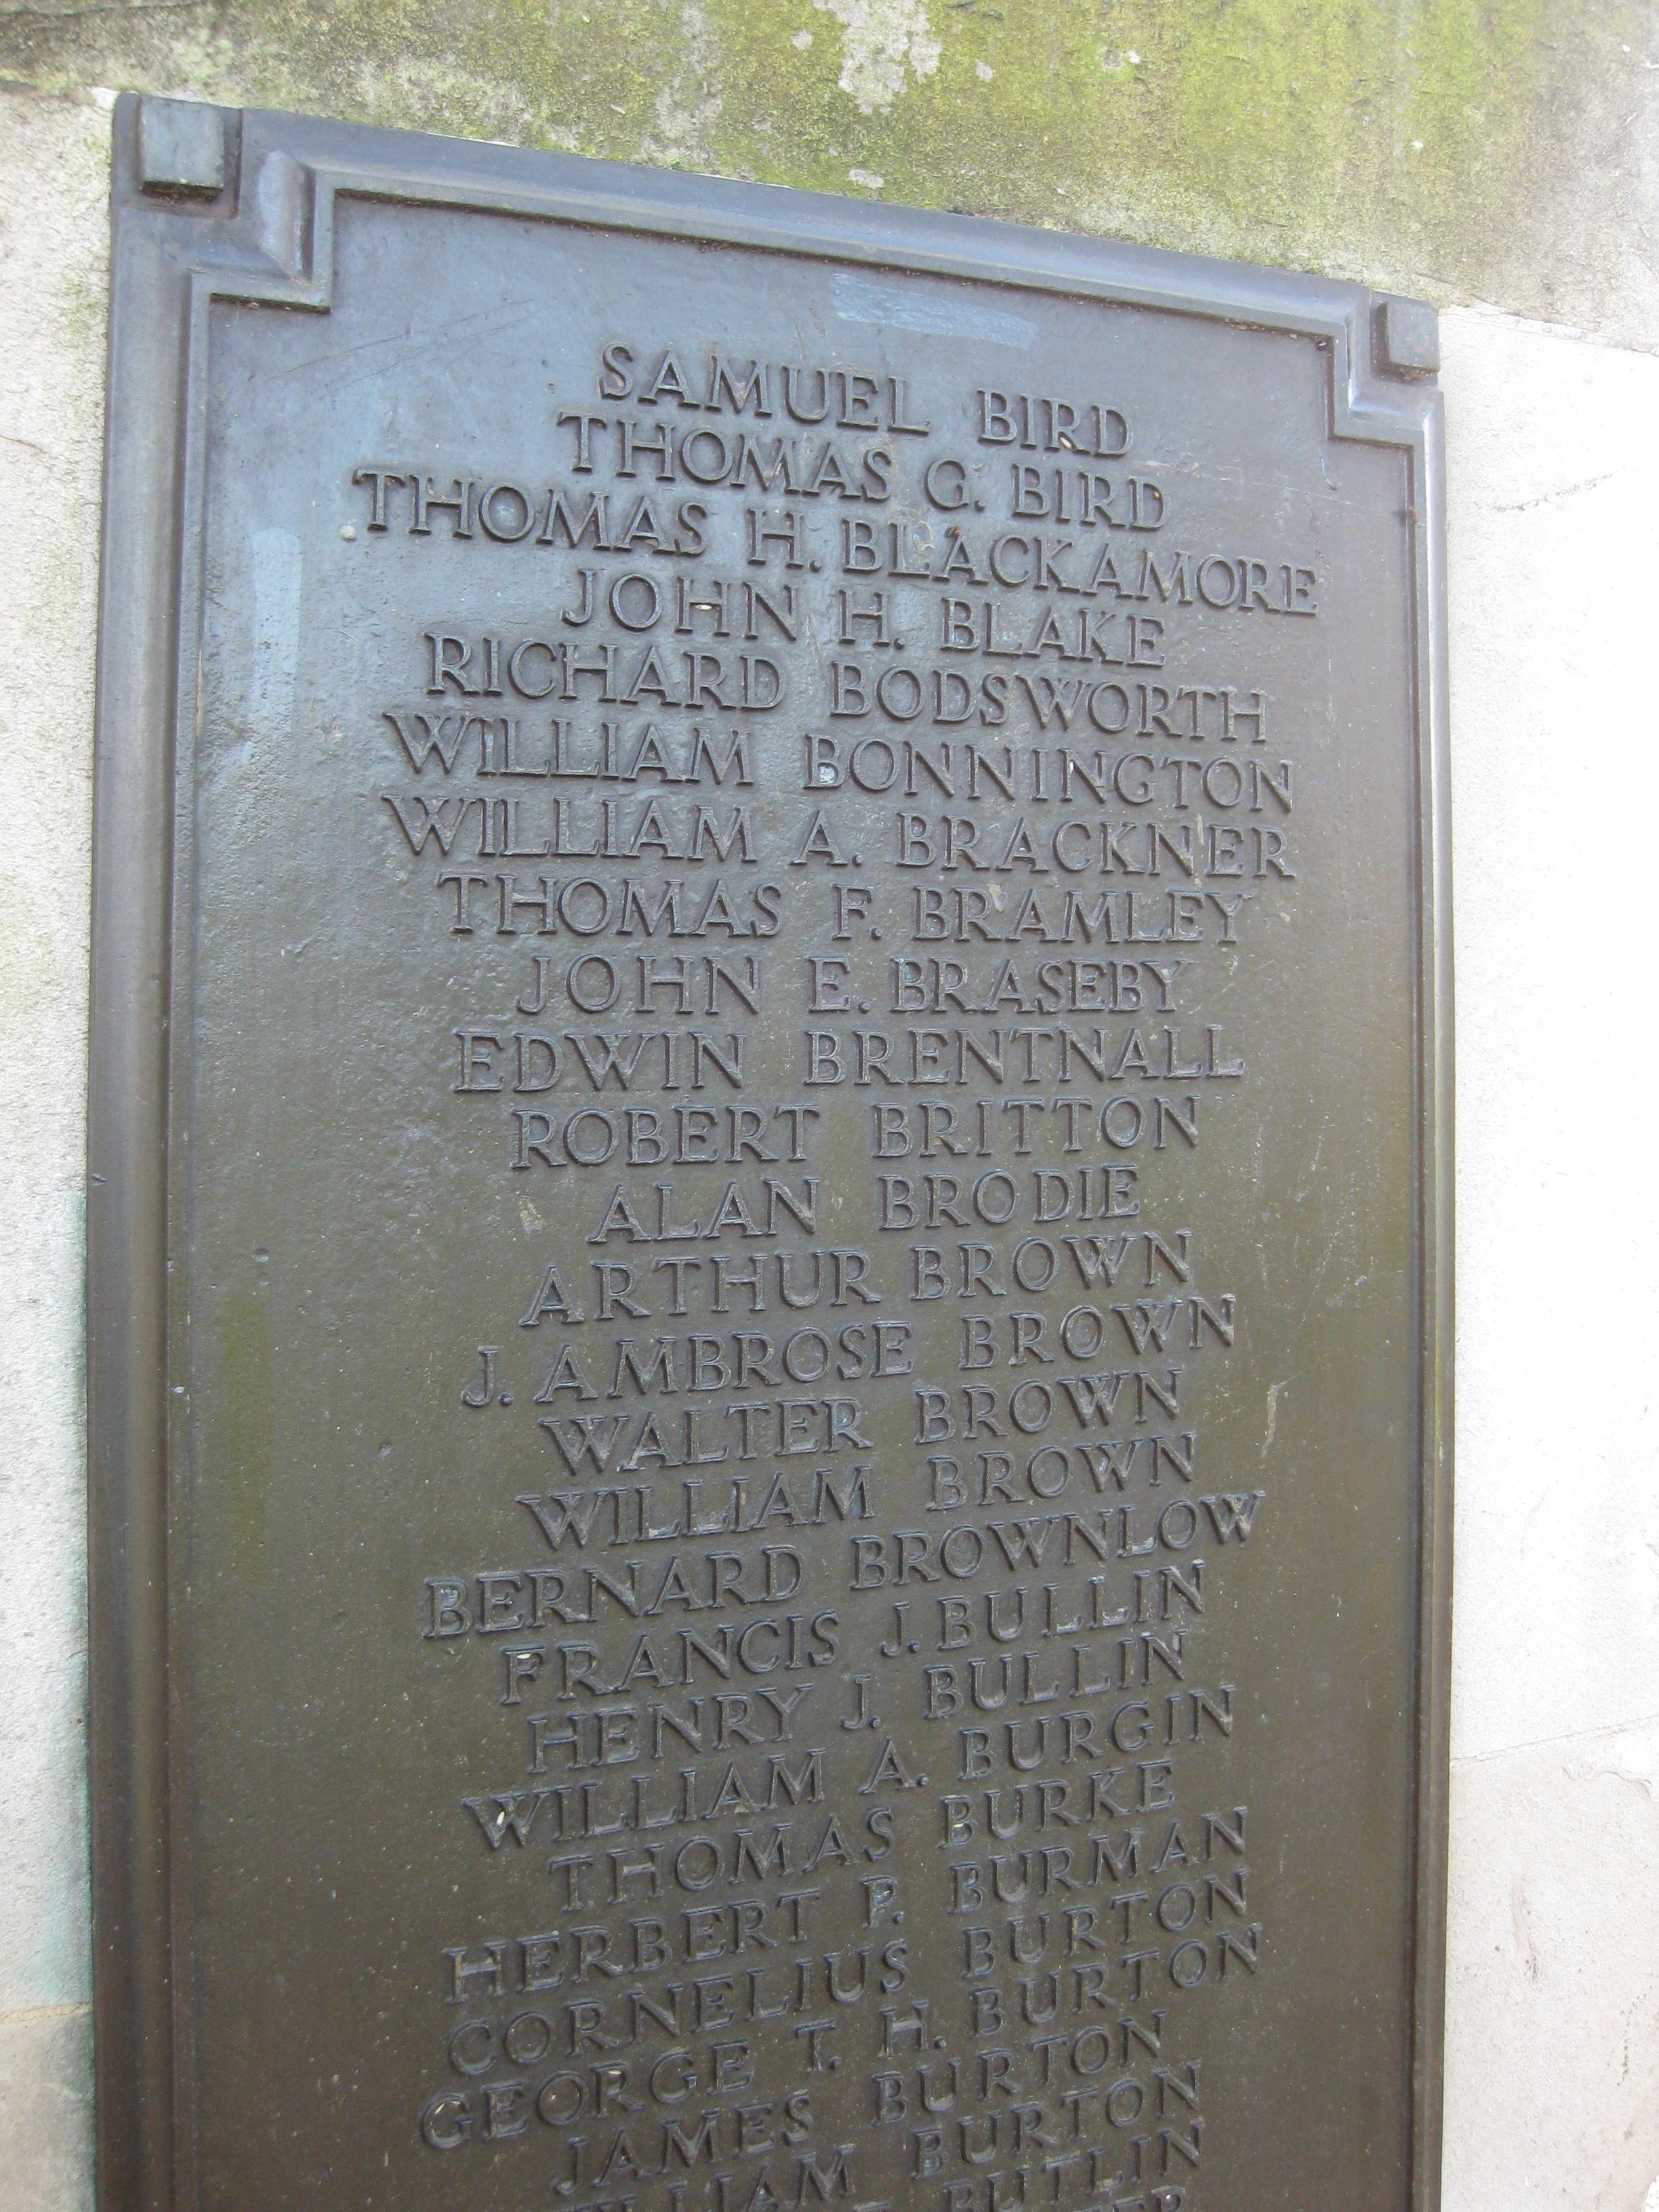 SAMUEL BIRD
THOMAS G. BIRD
THOMAS H. BLACKAMORE
JOHN H. BLAKE
RICHARD BODSWORTH
WILLIAM BONNINGTON
WILLIAM A. BRACKNER
THOMAS F. BRAMLEY
JOHN E. BRASEBY
EDWIN BRENTNALL
ROBERT BRITTON
ALAN BRODIE
ARTHUR BROWN
J. AMBROSE BROWN
WALTER BROWN
WILLIAM BROWN
BERNARD BROWNLOW
FRANCIS J. BULLIN
HENRY J. BULLIN
WILLIAM A. BURGIN
THOMAS BURKE
HERBERT P. BURMAN
CORNELIUS BURTON
GEORGE T. H. BURTON
JAMES BURTON
WILLIAM BURTON
BUTLIN